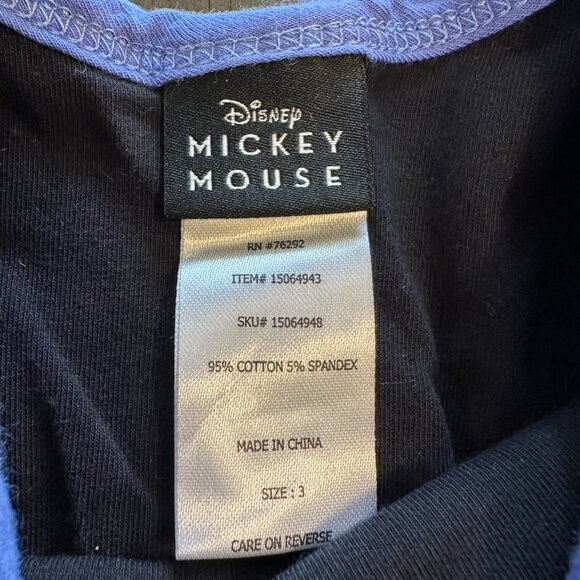 Disney
MICKEY
MOUSE
RN #76292
ITEM# 15064943
SKU# 15064948
95% COTTON 5% SPANDEX
MADE IN CHINA
SIZE : 3
CARE ON REVERSE